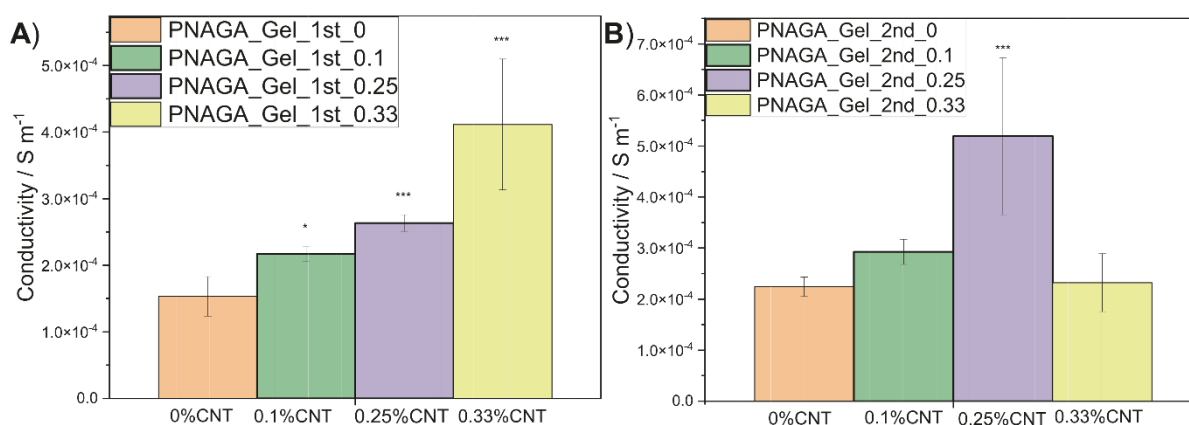 A)
PNAGA_Gel_1st_0
PNAGA_Gel_1st_0.1
PNAGA_Gel_1st_0.25
PNAGA_Gel_1st_0.33
***
***
*
Conductivity / S m⁻¹
5.0×10⁻⁴
4.0×10⁻⁴
3.0×10⁻⁴
2.0×10⁻⁴
1.0×10⁻⁴
0.0
0%CNT 0.1%CNT 0.25%CNT 0.33%CNT
B)
PNAGA_Gel_2nd_0
PNAGA_Gel_2nd_0.1
PNAGA_Gel_2nd_0.25
PNAGA_Gel_2nd_0.33
***
Conductivity / S m⁻¹
7.0×10⁻⁴
6.0×10⁻⁴
5.0×10⁻⁴
4.0×10⁻⁴
3.0×10⁻⁴
2.0×10⁻⁴
1.0×10⁻⁴
0.0
0%CNT 0.1%CNT 0.25%CNT 0.33%CNT